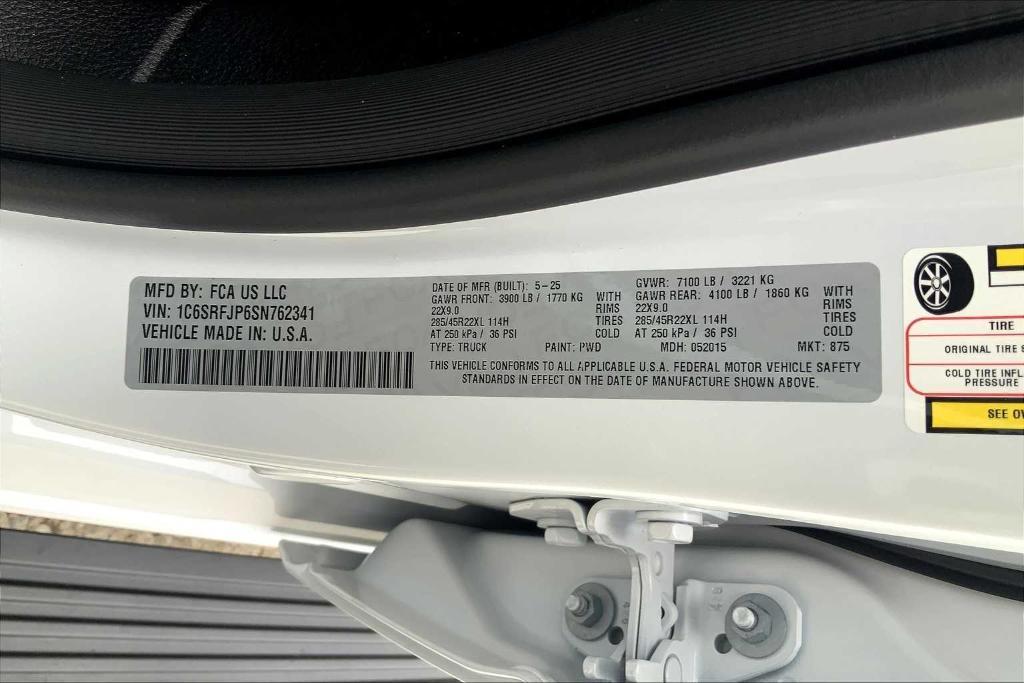 MFD BY: FCA US LLC
VIN: 1C6SRFJP6SN762341
VEHICLE MADE IN: U.S.A.
DATE OF MFR (BUILT): 5-25
GAWR FRONT: 3900 LB / 1770 KG WITH
22X9.0 RIMS
285/45R22XL 114H TIRES
AT 250 kPa / 36 PSI COLD
GVWR: 7100 LB / 3221 KG
GAWR REAR: 4100 LB / 1860 KG WITH
22X9.0 RIMS
285/45R22XL 114H TIRES
AT 250 kPa / 36 PSI COLD
TYPE: TRUCK PAINT: PWD MDH: 052015 MKT: 875
THIS VEHICLE CONFORMS TO ALL APPLICABLE U.S.A. FEDERAL MOTOR VEHICLE SAFETY
STANDARDS IN EFFECT ON THE DATE OF MANUFACTURE SHOWN ABOVE.
TIRE
ORIGINAL TIRE
COLD TIRE
PRESSURE
SEE